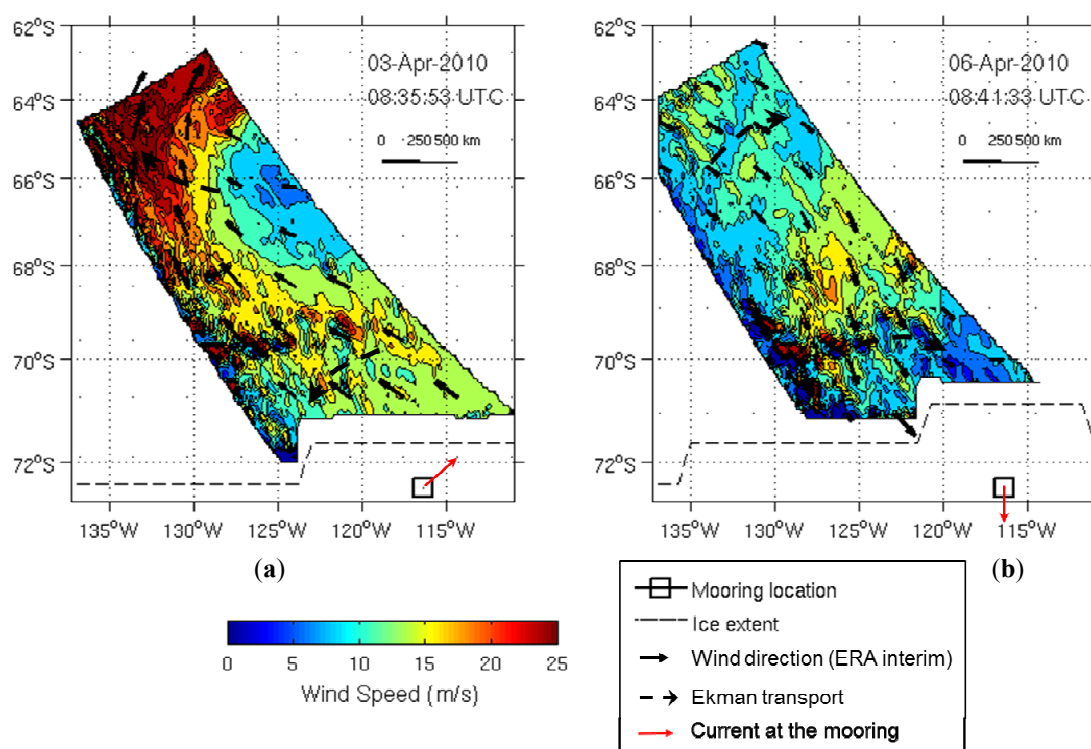 62°S
64°S
66°S
68°S
70°S
72°S
135°W 130°W 125°W 120°W 115°W
03-Apr-2010
08:35:53 UTC
0 250 500 km
(a)
62°S
64°S
66°S
68°S
70°S
72°S
135°W 130°W 125°W 120°W 115°W
06-Apr-2010
08:41:33 UTC
0 250 500 km
(b)
0 5 10 15 20 25
Wind Speed (m/s)
Mooring location
Ice extent
Wind direction (ERA interim)
Ekman transport
Current at the mooring